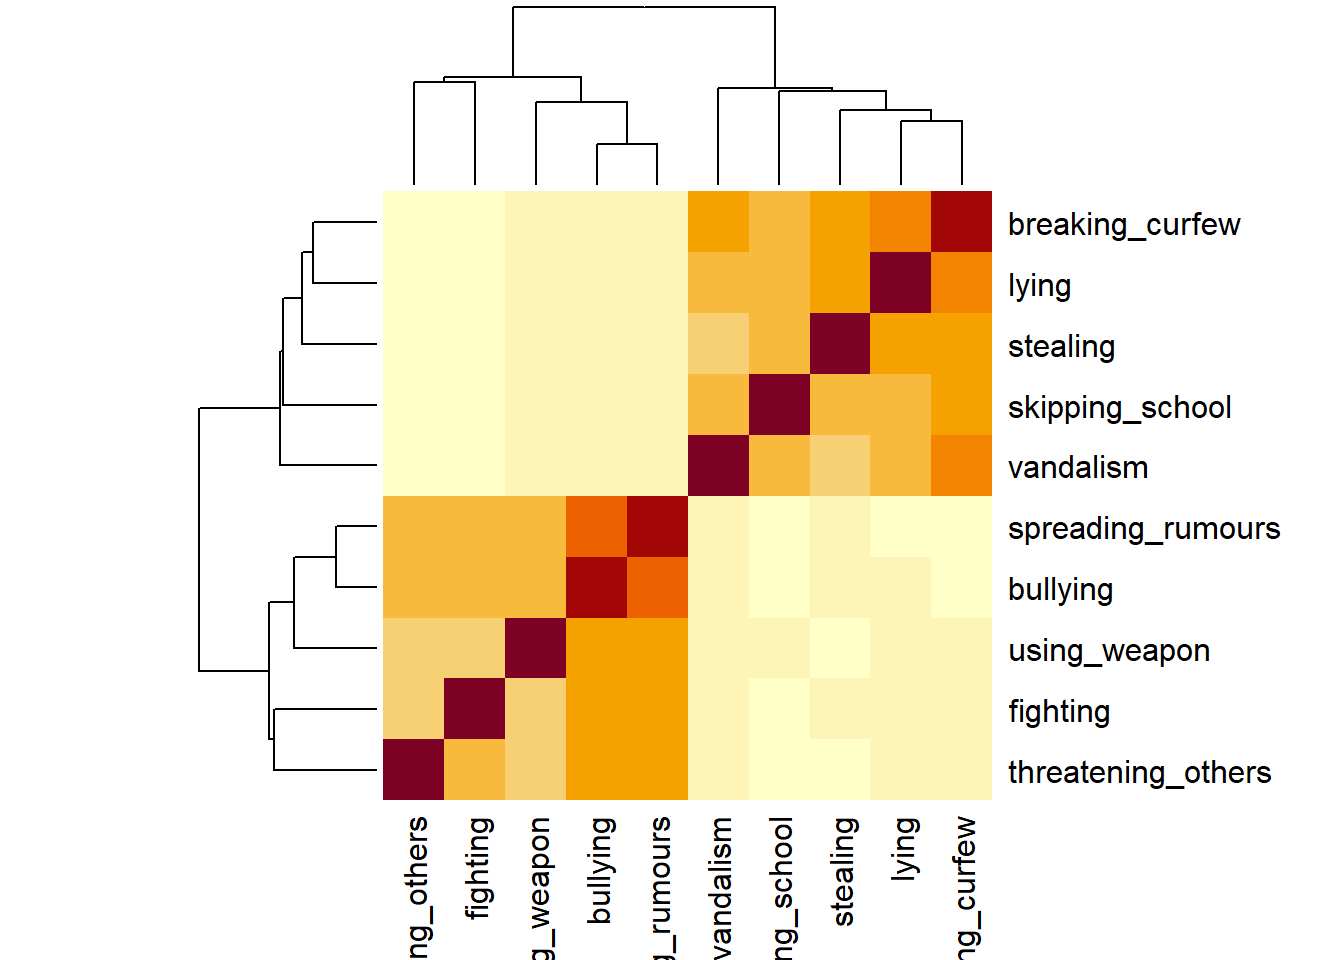 breaking_curfew
lying
stealing
skipping_school
vandalism
spreading_rumours
bullying
using_weapon
fighting
threatening_others
ng_others
fighting
g_weapon
bullying
g_rumours
vandalism
ng_school
stealing
lying
ng_curfew